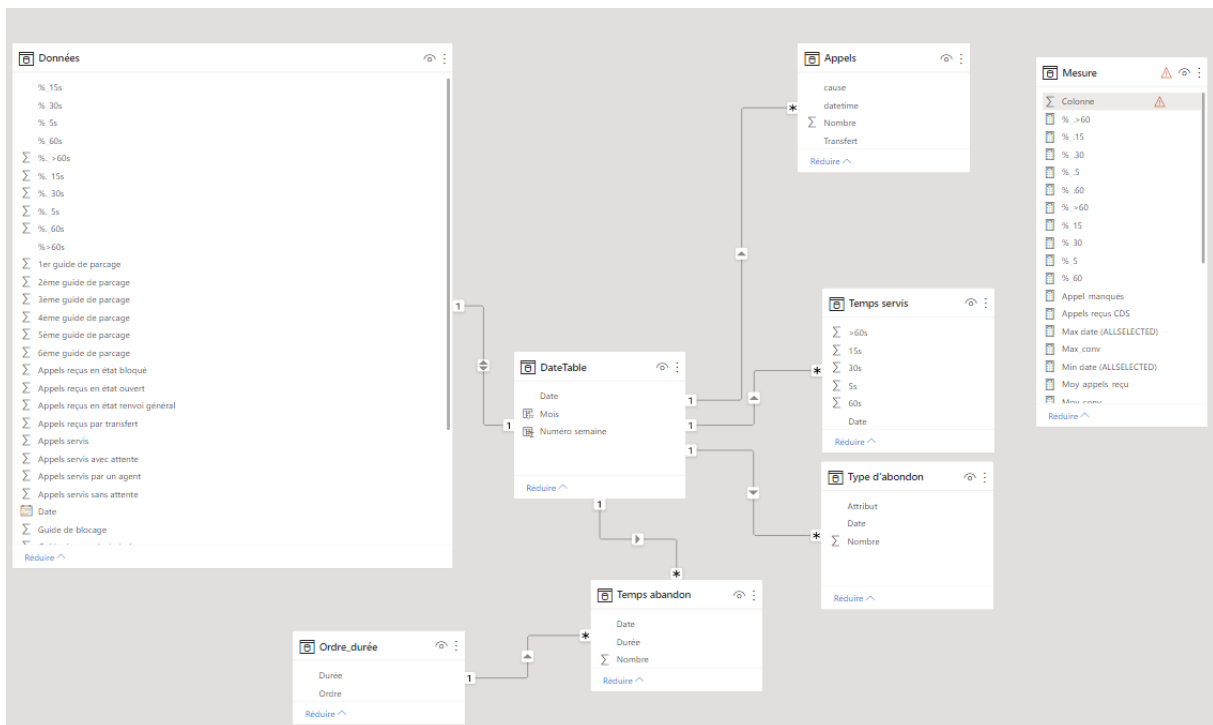 Données
% 15s
% 30s
% 5s
% 60s
%. >60s
%. 15s
%. 30s
%. 5s
%. 60s
%>60s
1er guide de parcage
2ème guide de parcage
3ème guide de parcage
4ème guide de parcage
5ème guide de parcage
6ème guide de parcage
Appels reçus en état bloqué
Appels reçus en état ouvert
Appels reçus en état renvoi général
Appels reçus par transfert
Appels servis
Appels servis avec attente
Appels servis par un agent
Appels servis sans attente
Date
Guide de blocage
Réduire
1
1
DateTable
Date
Mois
Numéro semaine
Réduire
1
1
1
1
Appels
cause
datetime
Nombre
Transfert
Réduire
*
Temps servis
>60s
15s
30s
5s
60s
Date
Réduire
*
Type d'abondon
Attribut
Date
Nombre
Réduire
*
Temps abandon
Date
Durée
Nombre
Réduire
*
*
Ordre_durée
Durée
Ordre
Réduire
1
Mesure
Colonne
% .>60
% .15
% .30
% .5
% .60
% >60
% 15
% 30
% 5
% 60
Appel manqués
Appels reçus CDS
Max date (ALLSELECTED)
Max conv
Min date (ALLSELECTED)
Moy appels_reçu
Moy conv
Réduire